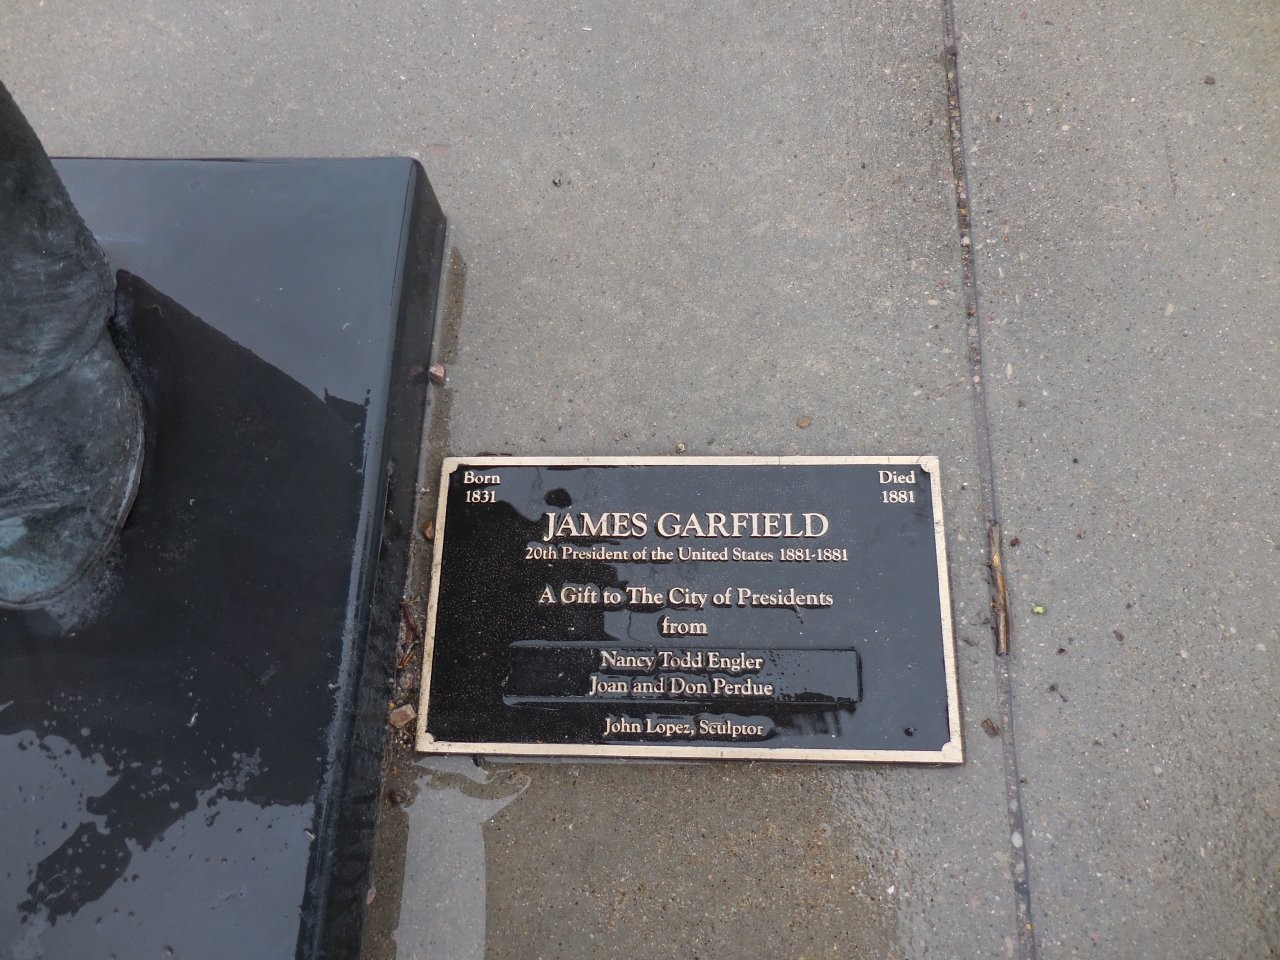 Born
1831
Died
1881
JAMES GARFIELD
20th President of the United States 1881-1881
A Gift to The City of Presidents
from
Nancy Todd Engler
Joan and Don Perdue
John Lopez, Sculptor